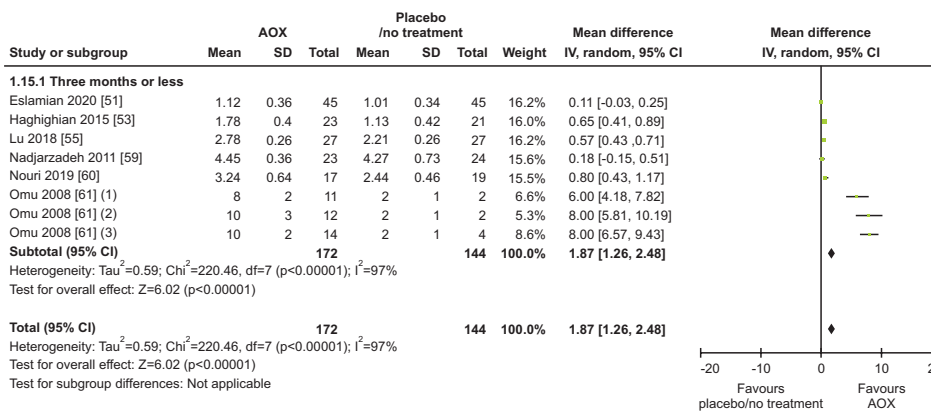 AOX Placebo /no treatment Mean difference Mean difference
Study or subgroup Mean SD Total Mean SD Total Weight IV, random, 95% CI IV, random, 95% CI
1.15.1 Three months or less
Eslamian 2020 [51] 1.12 0.36 45 1.01 0.34 45 16.2% 0.11 [-0.03, 0.25]
Haghighian 2015 [53] 1.78 0.4 23 1.13 0.42 21 16.0% 0.65 [0.41, 0.89]
Lu 2018 [55] 2.78 0.26 27 2.21 0.26 27 16.2% 0.57 [0.43 ,0.71]
Nadjarzadeh 2011 [59] 4.45 0.36 23 4.27 0.73 24 15.6% 0.18 [-0.15, 0.51]
Nouri 2019 [60] 3.24 0.64 17 2.44 0.46 19 15.5% 0.80 [0.43, 1.17]
Omu 2008 [61] (1) 8 2 11 2 1 2 6.6% 6.00 [4.18, 7.82]
Omu 2008 [61] (2) 10 3 12 2 1 2 5.3% 8.00 [5.81, 10.19]
Omu 2008 [61] (3) 10 2 14 2 1 4 8.6% 8.00 [6.57, 9.43]
Subtotal (95% CI) 172 144 100.0% 1.87 [1.26, 2.48]
Heterogeneity: Tau²=0.59; Chi²=220.46, df=7 (p<0.00001); I²=97%
Test for overall effect: Z=6.02 (p<0.00001)
Total (95% CI) 172 144 100.0% 1.87 [1.26, 2.48]
Heterogeneity: Tau²=0.59; Chi²=220.46, df=7 (p<0.00001); I²=97%
Test for overall effect: Z=6.02 (p<0.00001)
Test for subgroup differences: Not applicable
-20 -10 0 10
Favours placebo/no treatment
Favours AOX